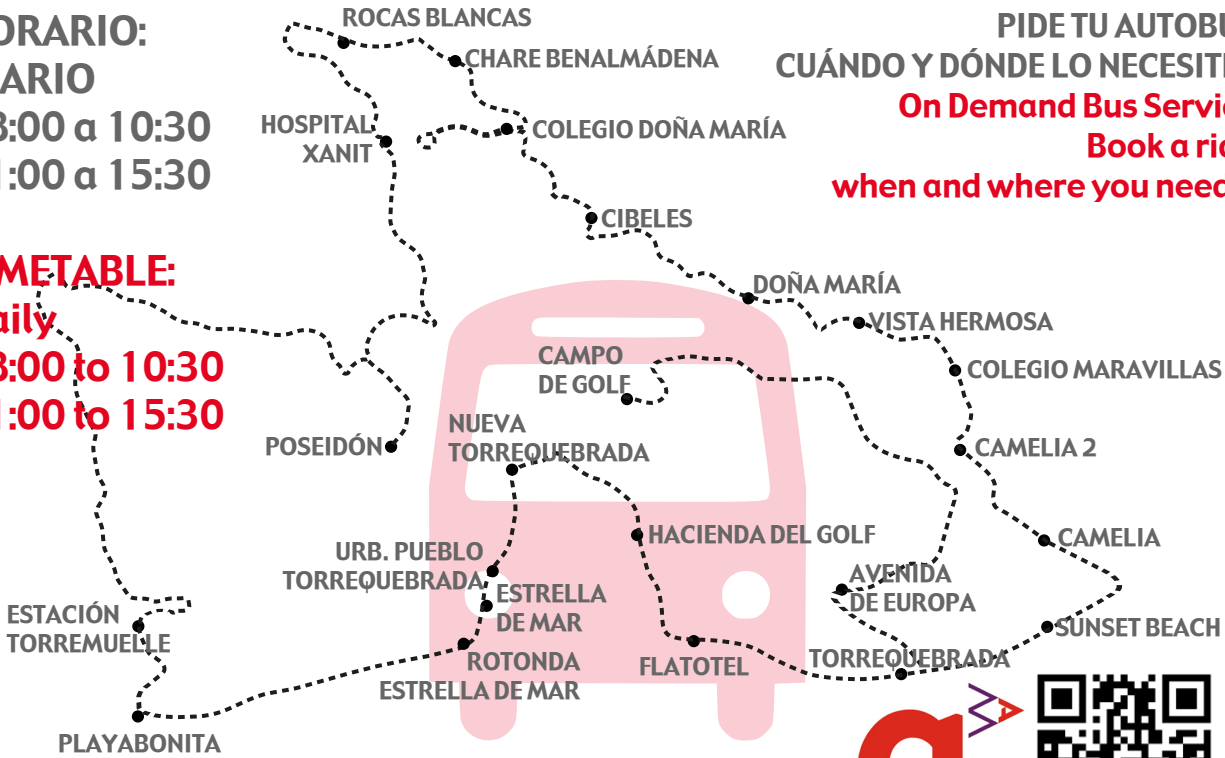 ORARIO:
ARIO
8:00 a 10:30
:00 a 15:30
METABLE:
aily
8:00 to 10:30
:00 to 15:30
PIDE TU AUTOBU
CUÁNDO Y DÓNDE LO NECESITE
On Demand Bus Servi
Book a ri
when and where you need
ROCAS BLANCAS
CHARE BENALMÁDENA
HOSPITAL
XANIT
COLEGIO DOÑA MARÍA
CIBELES
DOÑA MARÍA
VISTA HERMOSA
CAMPO
DE GOLF
COLEGIO MARAVILLAS
NUEVA
TORREQUEBRADA
POSEIDÓN
CAMELIA 2
HACIENDA DEL GOLF
CAMELIA
URB. PUEBLO
TORREQUEBRADA
ESTRELLA
DE MAR
AVENIDA
DE EUROPA
ESTACIÓN
TORREMUELLE
SUNSET BEACH
ROTONDA
ESTRELLA DE MAR
FLATOTEL
TORREQUEBRADA
PLAYABONITA